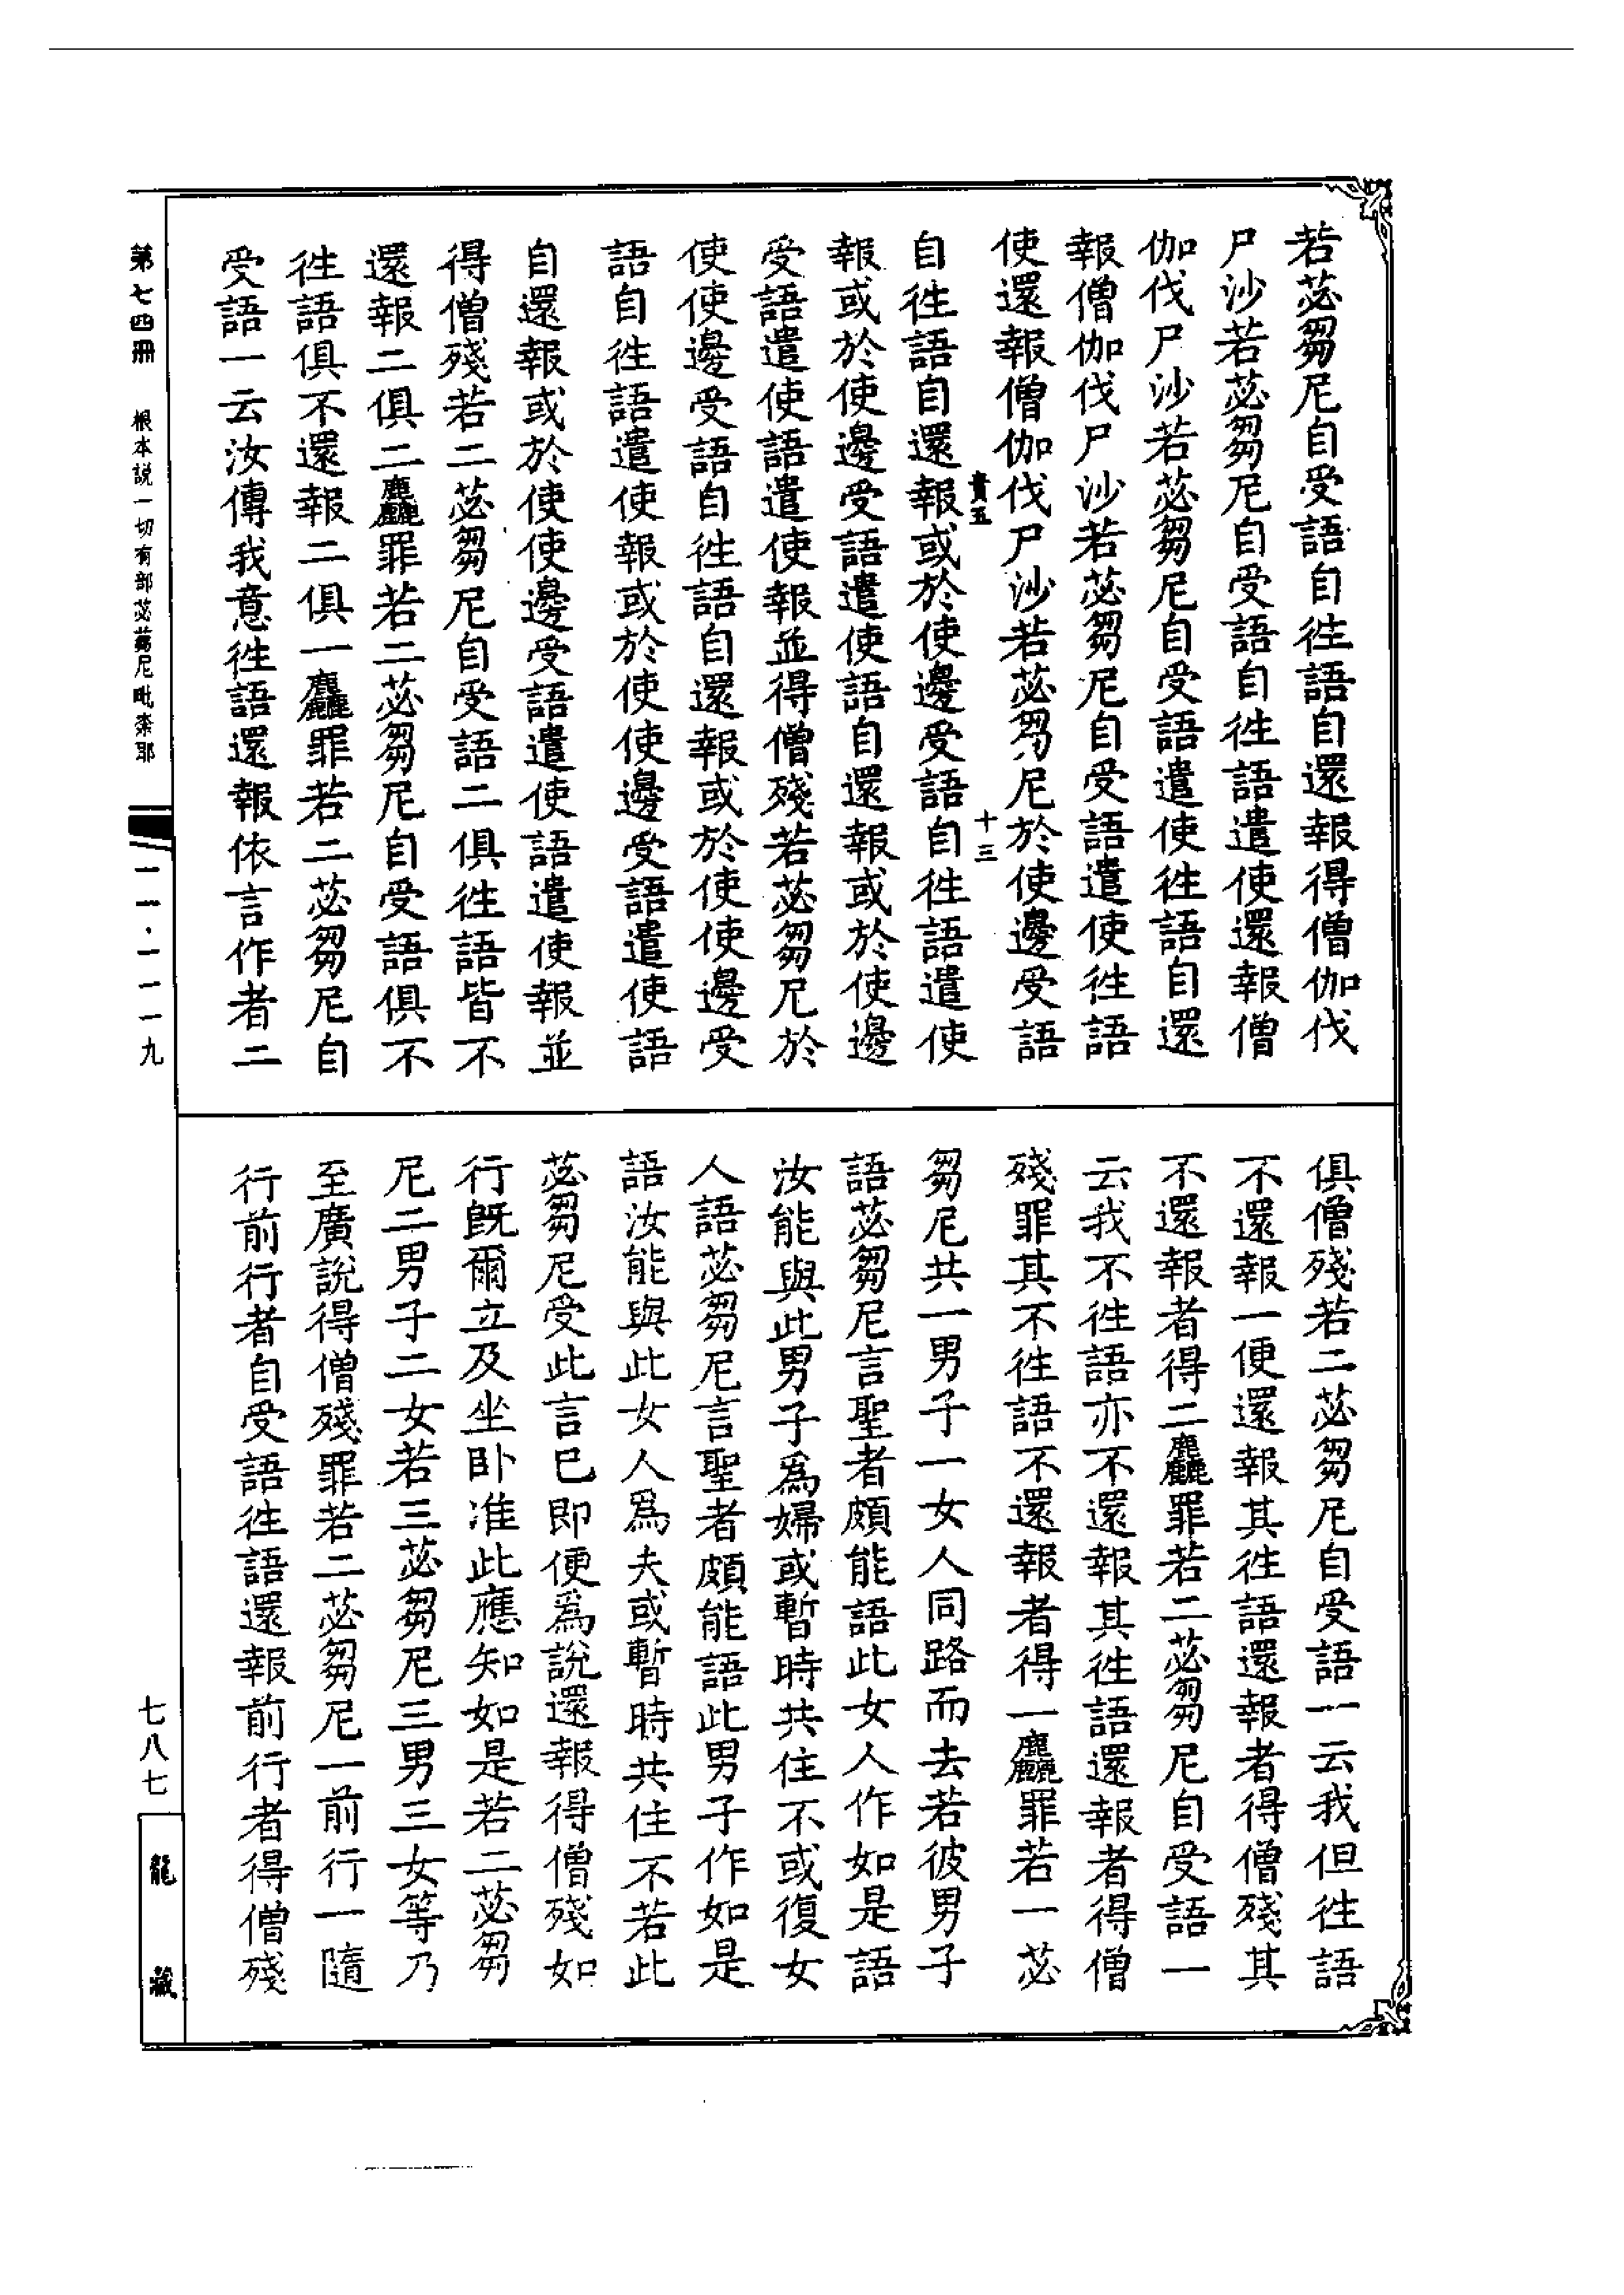 若苾芻尼自受語自徃語自還報得僧伽伐
尸沙若苾芻尼自受語自徃語遣使還報僧
伽伐尸沙若苾芻尼自受語遣使徃語自還
報僧伽伐尸沙若苾芻尼自受語遣使徃語
使還報僧伽伐尸沙若苾芻尼於使邊受語
貴五
十三
自徃語自還報或於使邊受語自徃語遣使
報或於使邊受語遣使語自還報或於使邊
受語遣使語遣使報並得僧殘若苾芻尼於
使使邊受語自徃語自還報或於使使邊受
語自徃語遣使報或於使使邊受語遣使語
自還報或於使使邊受語遣使語遣使報並
得僧殘若二苾芻尼自受語二俱徃語皆不
還報二俱二麤罪若二苾芻尼自受語俱不
徃語俱不還報二俱一麤罪若二苾芻尼自
受語一云汝傳我意徃語還報依言作者二
俱僧殘若二苾芻尼自受語一云我但徃語
不還報一便還報其徃語還報者得僧殘其
不還報者得二麤罪若二苾芻尼自受語一
云我不徃語亦不還報其徃語還報者得僧
殘罪其不徃語不還報者得一麤罪若一苾
芻尼共一男子一女人同路而去若彼男子
語苾芻尼言聖者頗能語此女人作如是語
汝能與此男子爲婦或暫時共住不或復女
人語苾芻尼言聖者頗能語此男子作如是
語汝能與此女人爲夫或暫時共住不若此
苾芻尼受此言已即便爲說還報得僧殘如
行旣爾立及坐卧准此應知如是若二苾芻
尼二男子二女若三苾芻尼三男三女等乃
至廣說得僧殘罪若二苾芻尼一前行一隨
行前行者自受語徃語還報前行者得僧殘
第七四冊 根本說一切有部苾蒭尼毗奈耶
一一·一一一九
七八七
龍藏